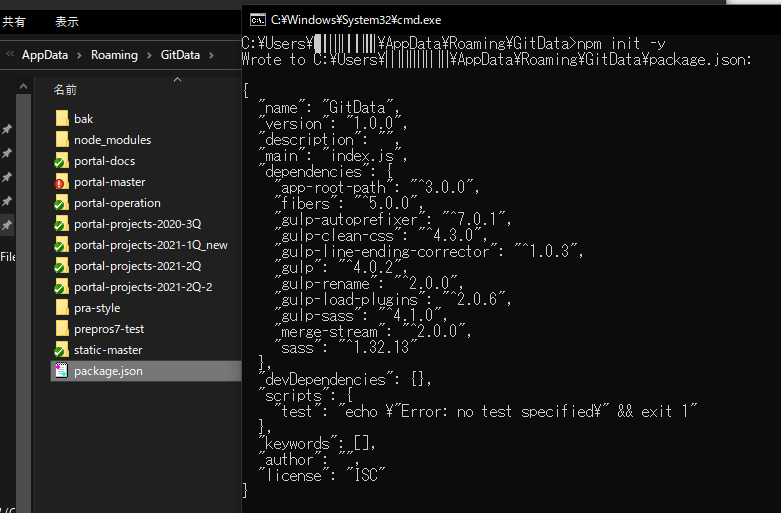 共有 表示
AppData Roaming GitData
名前
bak
node_modules
portal-docs
portal-master
portal-operation
portal-projects-2020-3Q
portal-projects-2021-1Q_new
portal-projects-2021-2Q
portal-projects-2021-2Q-2
pra-style
prepros7-test
static-master
package.json
File
C:¥Windows¥System32¥cmd.exe
C:¥Users¥ ¥AppData¥Roaming¥GitData>npm init -y
Wrote to C:¥Users¥ ¥AppData¥Roaming¥GitData¥package.json:
{
"name": "GitData",
"version": "1.0.0",
"description": "",
"main": "index.js",
"dependencies": {
"app-root-path": "^3.0.0",
"fibers": "^5.0.0",
"gulp-autoprefixer": "^7.0.1",
"gulp-clean-css": "^4.3.0",
"gulp-line-ending-corrector": "^1.0.3",
"gulp": "^4.0.2",
"gulp-rename": "^2.0.0",
"gulp-load-plugins": "^2.0.6",
"gulp-sass": "^4.1.0",
"merge-stream": "^2.0.0",
"sass": "^1.32.13"
},
"devDependencies": {},
"scripts": {
"test": "echo ¥"Error: no test specified¥" && exit 1"
},
"keywords": [],
"author": "",
"license": "ISC"
}